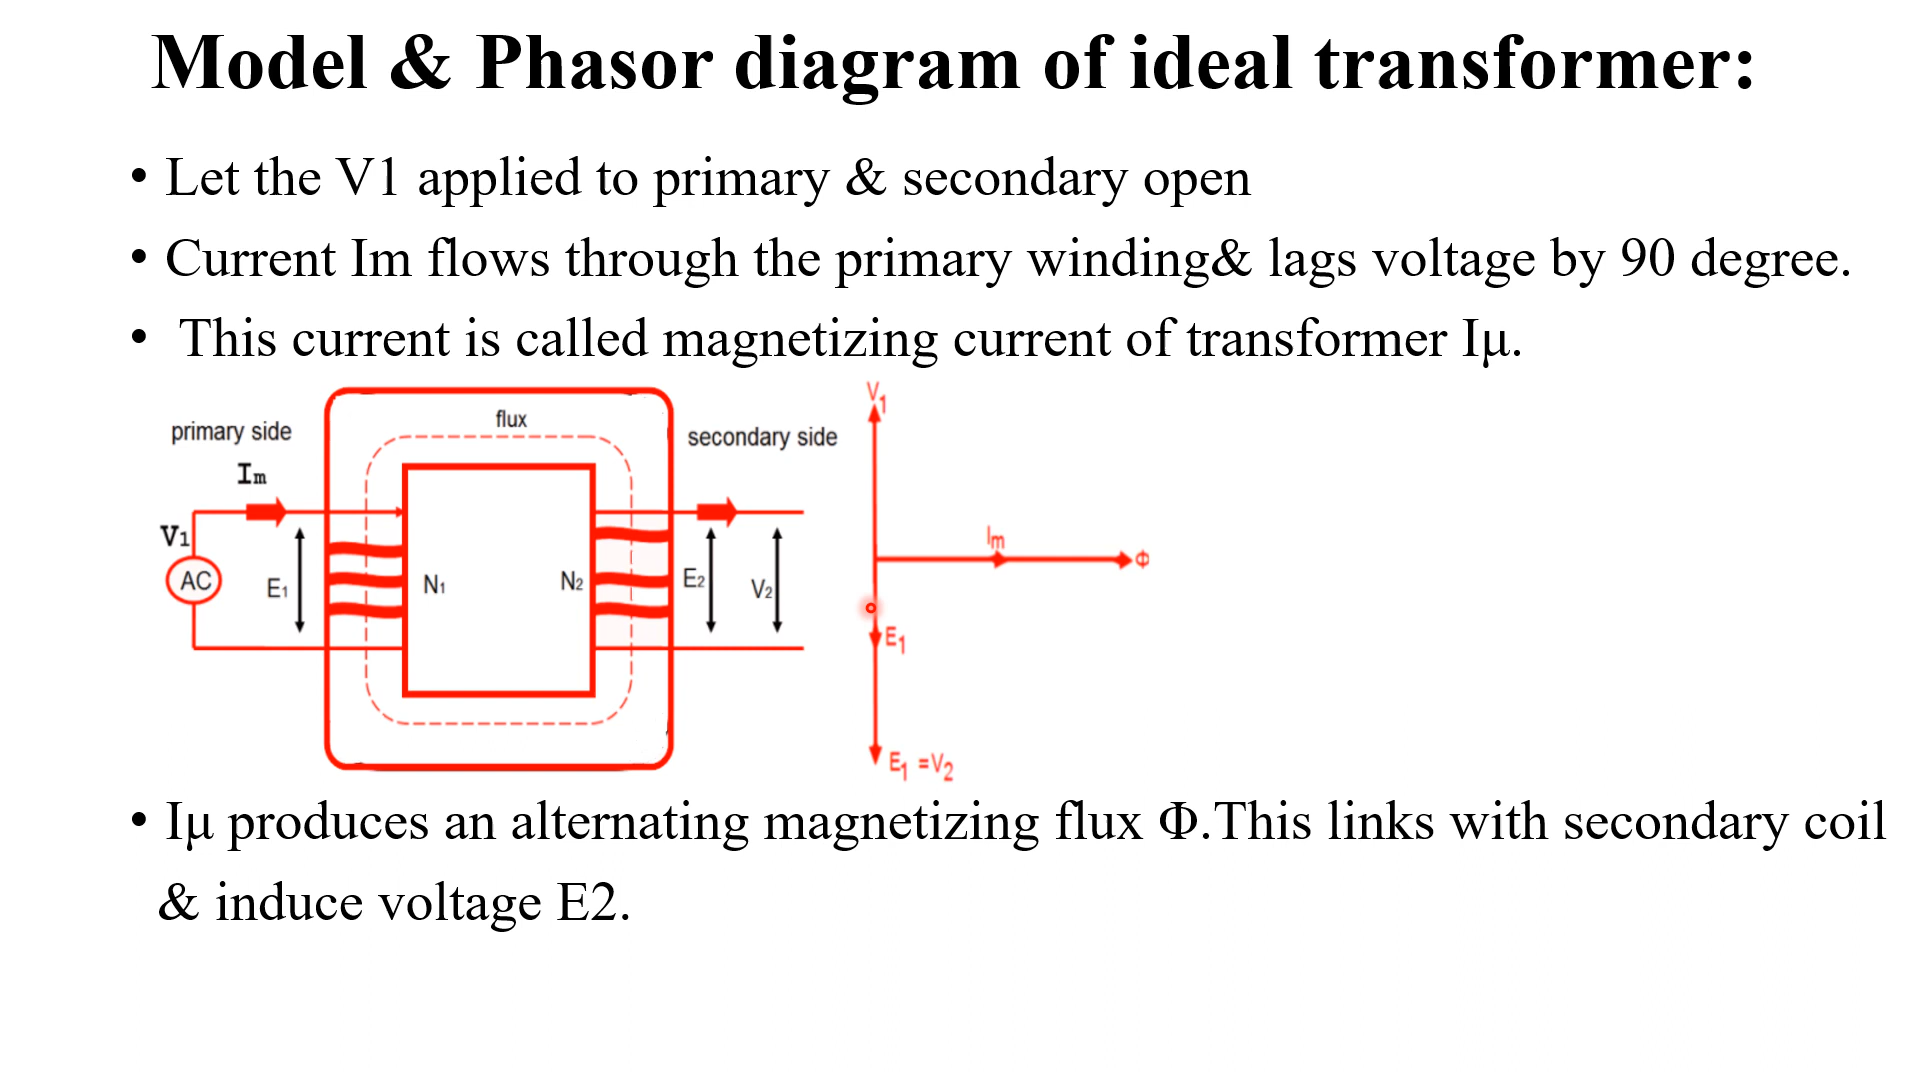 Model & Phasor diagram of ideal transformer:
• Let the V1 applied to primary & secondary open
• Current Im flows through the primary winding& lags voltage by 90 degree.
• This current is called magnetizing current of transformer Iμ.
primary side
flux
secondary side
Im
V1
AC
E1
N1
N2
E2
V2
V1
Im
Φ
E1
E1 =V2
• Iμ produces an alternating magnetizing flux Φ.This links with secondary coil
& induce voltage E2.